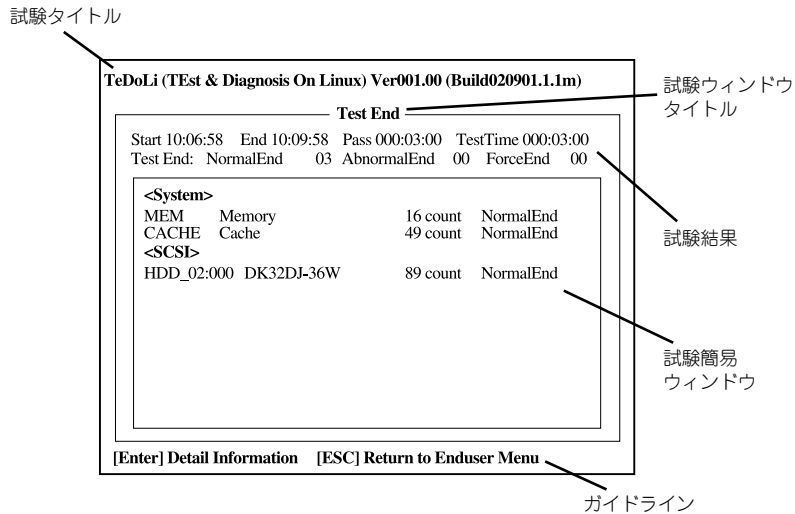 試験タイトル
TeDoLi (TEst & Diagnosis On Linux) Ver001.00 (Build020901.1.1m)
試験ウィンドウ
タイトル
Test End
Start 10:06:58 End 10:09:58 Pass 000:03:00 TestTime 000:03:00
Test End: NormalEnd 03 AbnormalEnd 00 ForceEnd 00
試験結果
<System>
MEM Memory 16 count NormalEnd
CACHE Cache 49 count NormalEnd
<SCSI>
HDD_02:000 DK32DJ-36W 89 count NormalEnd
試験簡易
ウィンドウ
[Enter] Detail Information [ESC] Return to Enduser Menu
ガイドライン